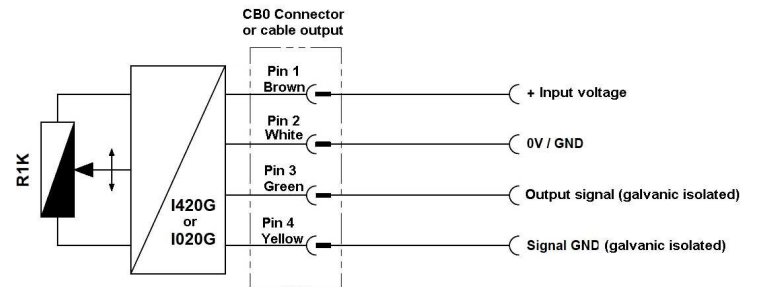 CB0 Connector
or cable output
Pin 1
Brown
+ Input voltage
Pin 2
White
0V / GND
R1K
Pin 3
Green
Output signal (galvanic isolated)
I420G
or
I020G
Pin 4
Yellow
Signal GND (galvanic isolated)